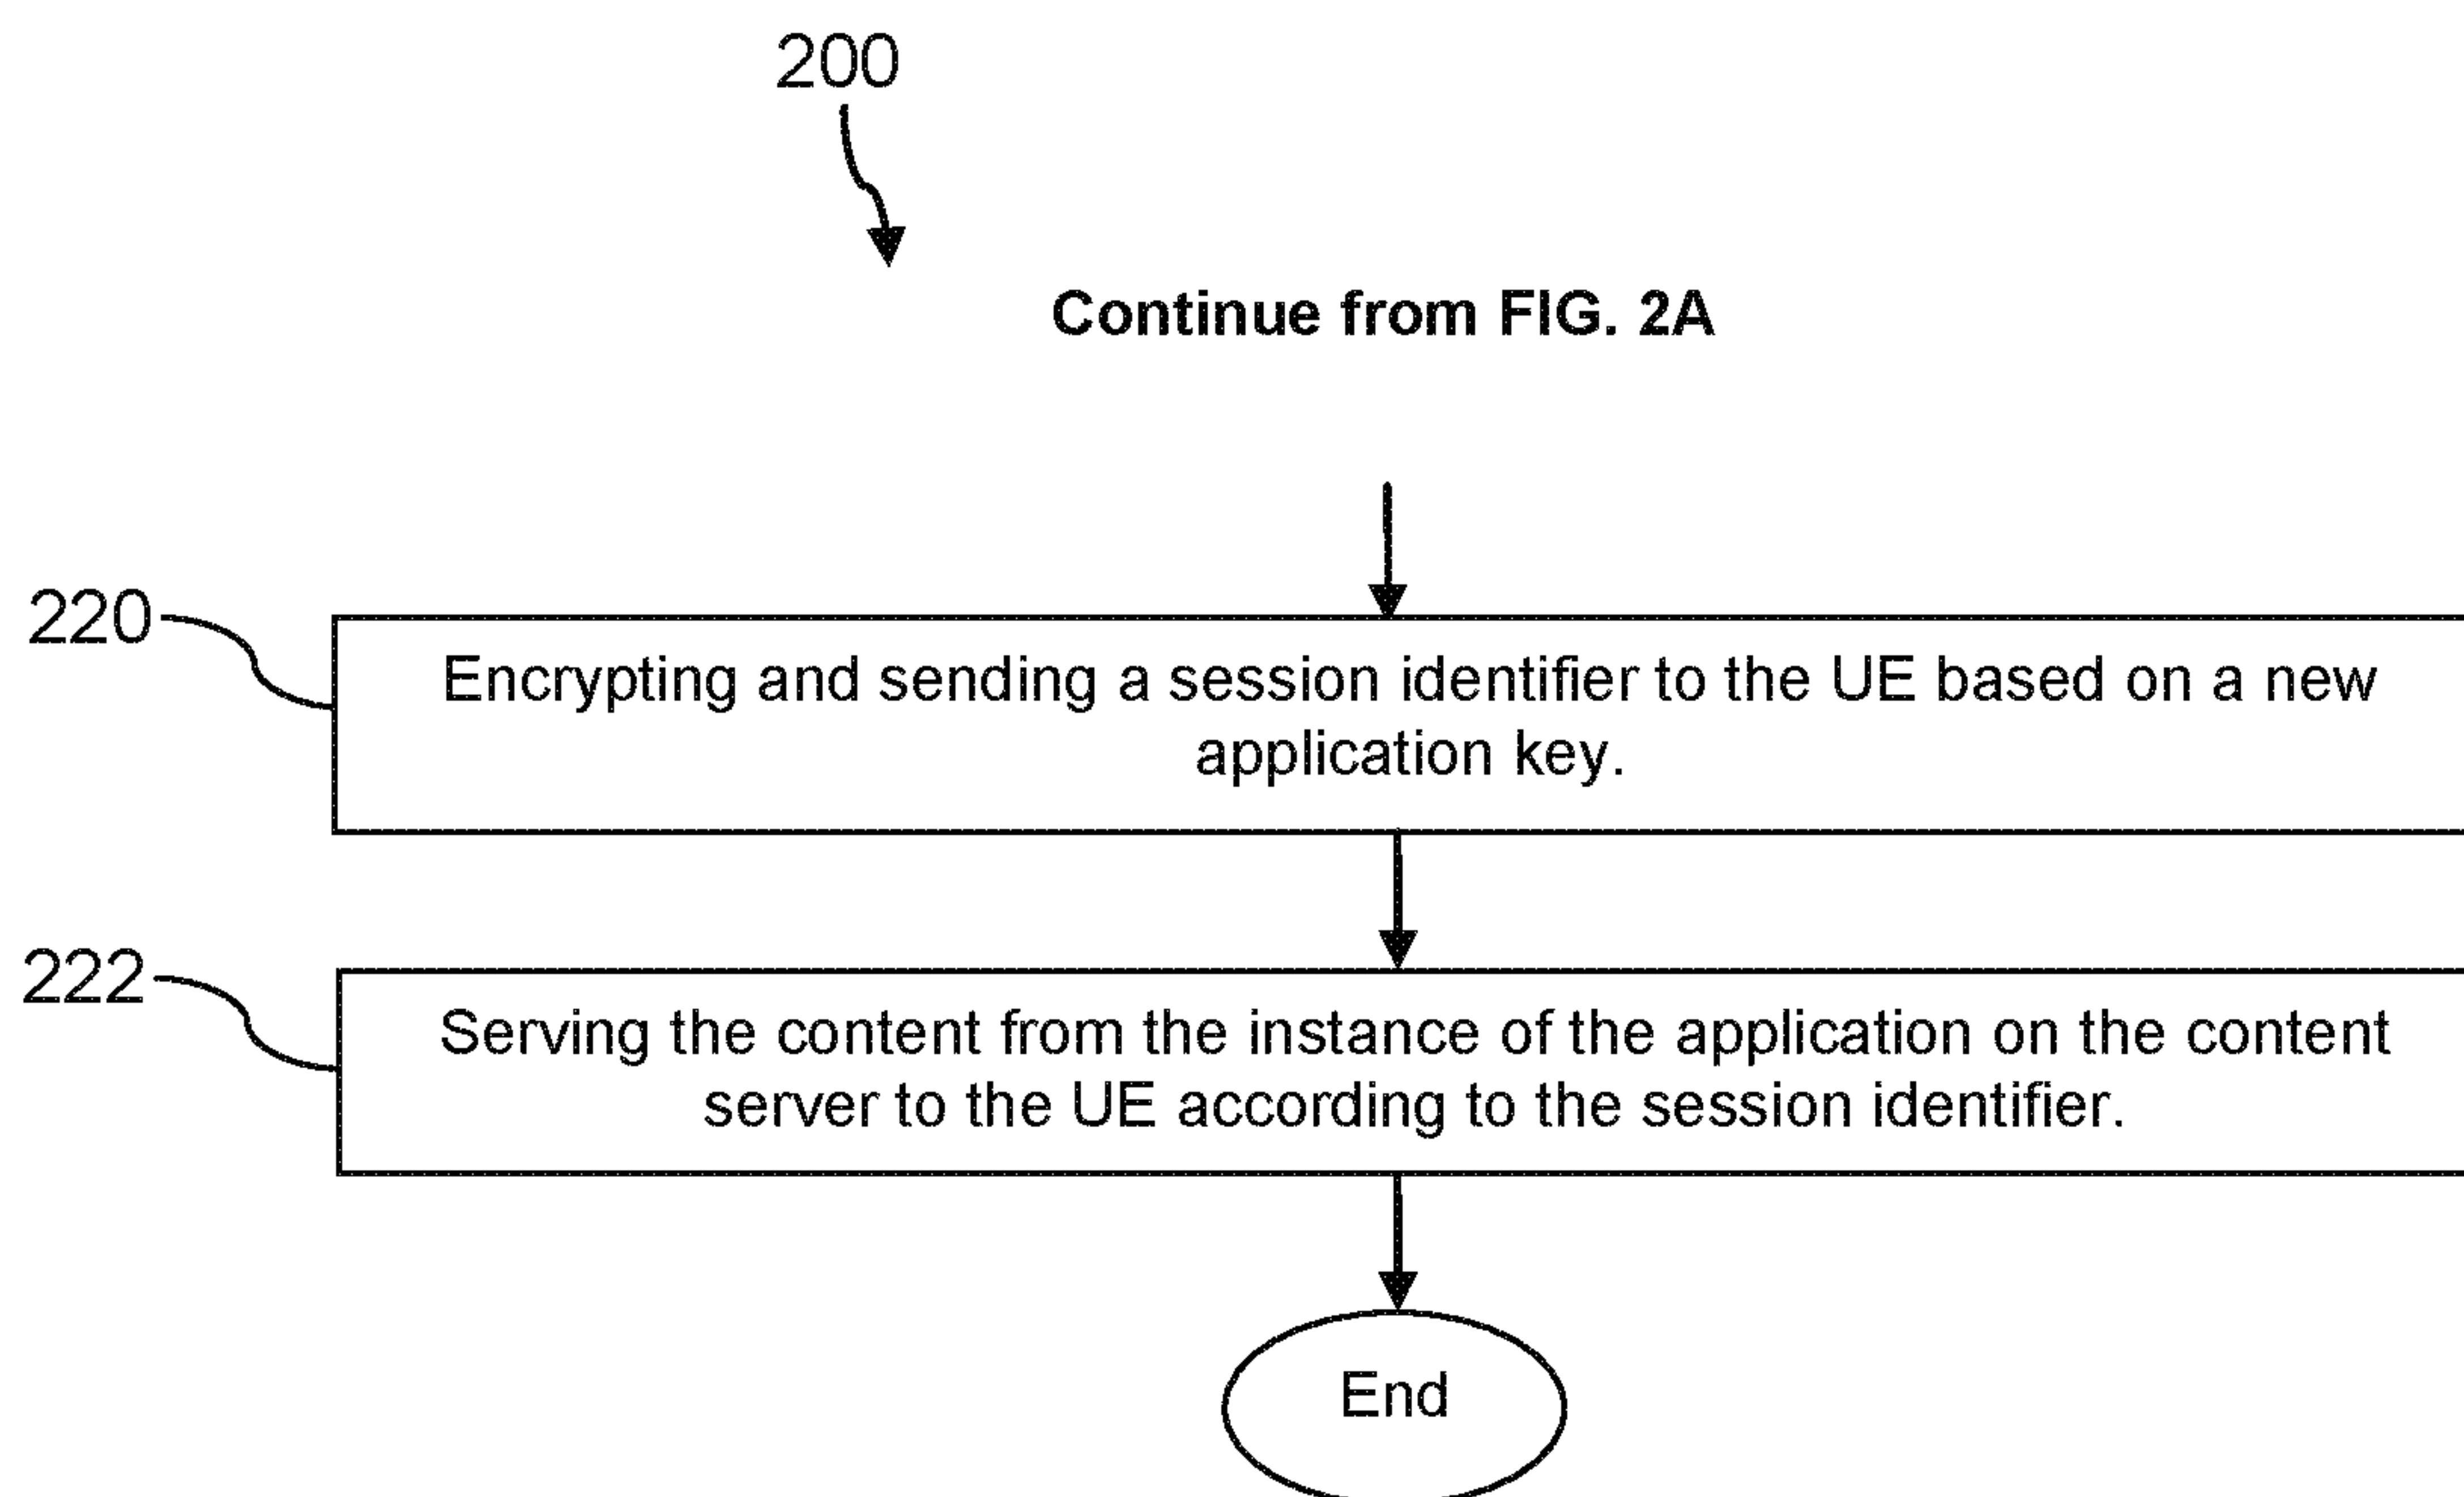 200
Continue from FIG. 2A
220
Encrypting and sending a session identifier to the UE based on a new
application key.
222
Serving the content from the instance of the application on the content
server to the UE according to the session identifier.
End